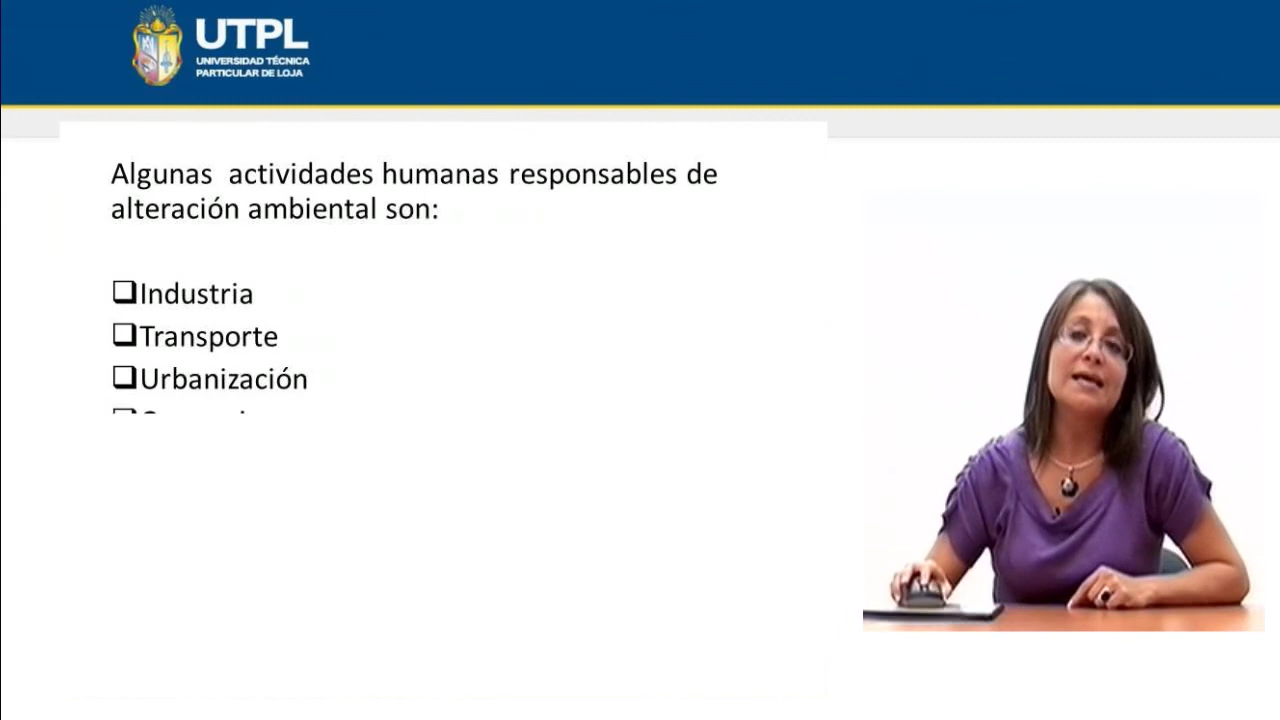 UTPL
UNIVERSIDAD TÉCNICA
PARTICULAR DE LOJA
Algunas actividades humanas responsables de
alteración ambiental son:
Industria
Transporte
Urbanización